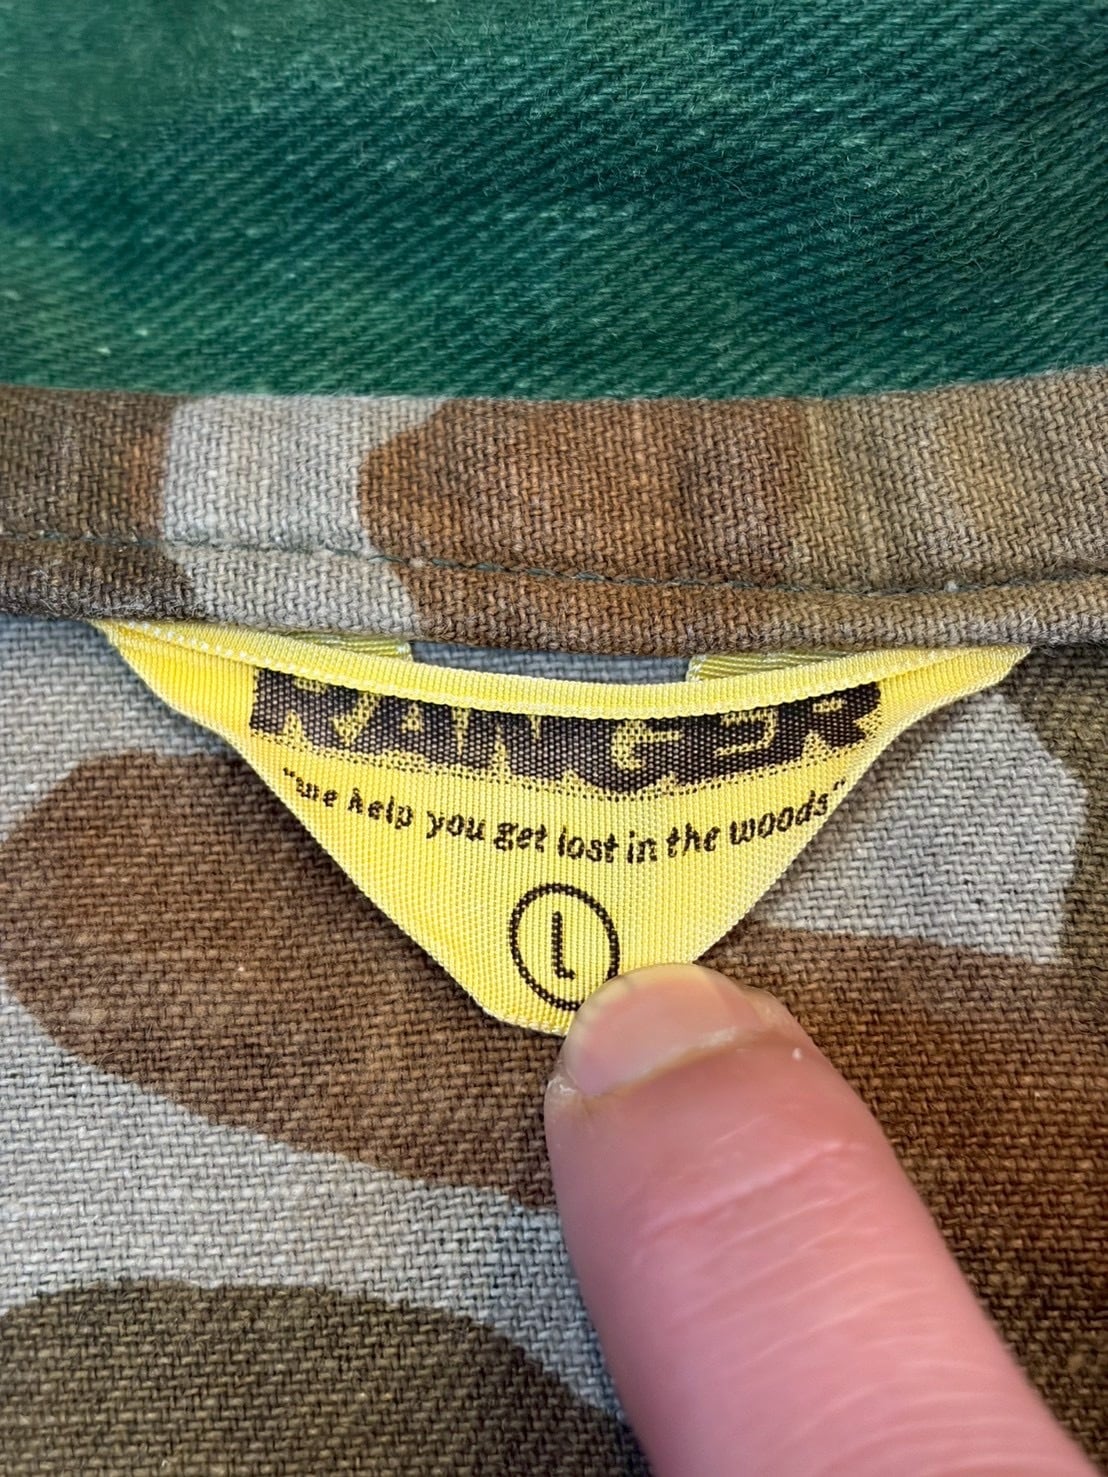 RANGER
"we help you get lost in the woods"
L